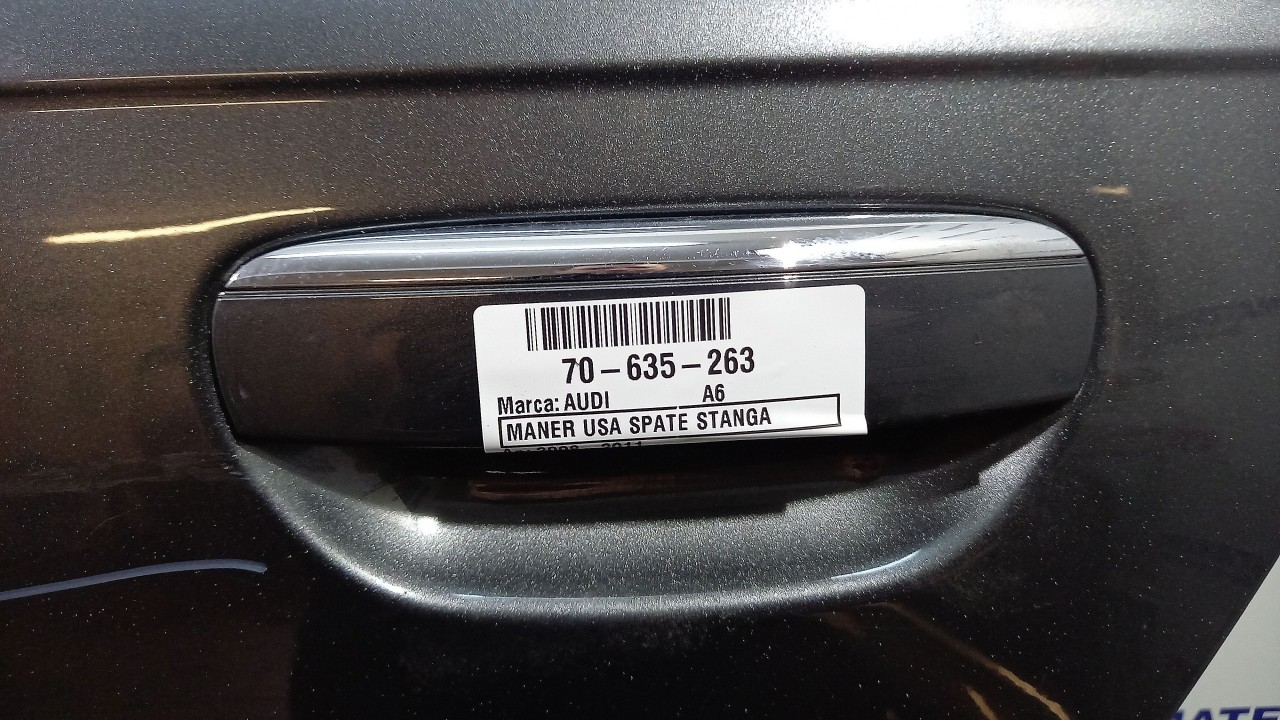 70-635-263
Marca: AUDI A6
MANER USA SPATE STANGA